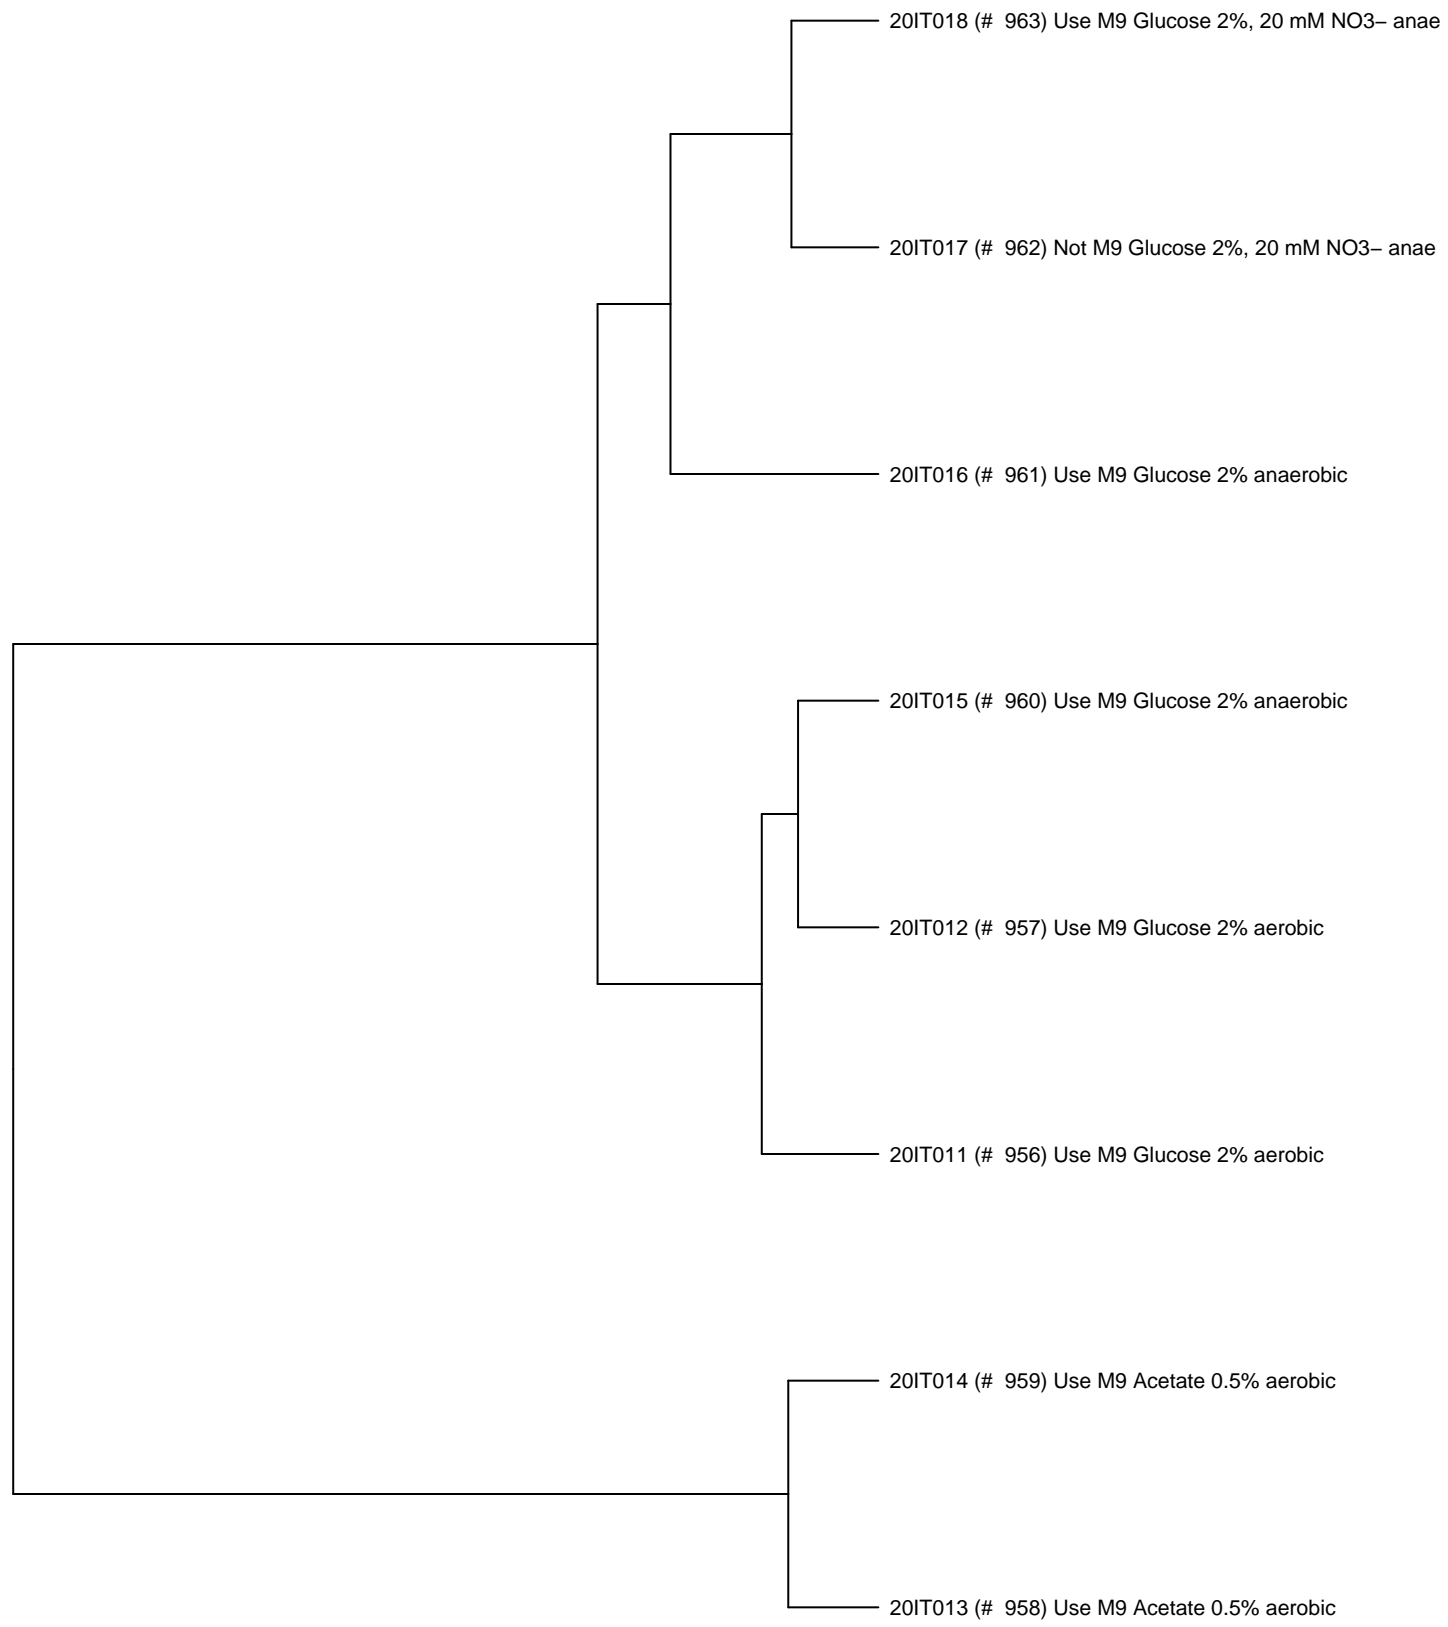 20IT018 (#  963) Use M9 Glucose 2%, 20 mM NO3− anae
20IT017 (#  962) Not M9 Glucose 2%, 20 mM NO3− anae
20IT016 (#  961) Use M9 Glucose 2% anaerobic
20IT015 (#  960) Use M9 Glucose 2% anaerobic
20IT012 (#  957) Use M9 Glucose 2% aerobic
20IT011 (#  956) Use M9 Glucose 2% aerobic
20IT014 (#  959) Use M9 Acetate 0.5% aerobic
20IT013 (#  958) Use M9 Acetate 0.5% aerobic